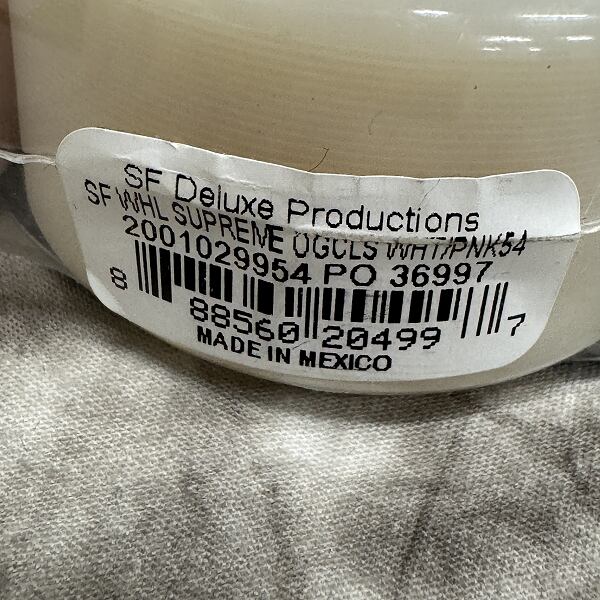 SF Deluxe Productions
SF WHL SUPREME OGCLS WHT/PNK54
2001029954 PO 36997
8 88560 20499 7
MADE IN MEXICO